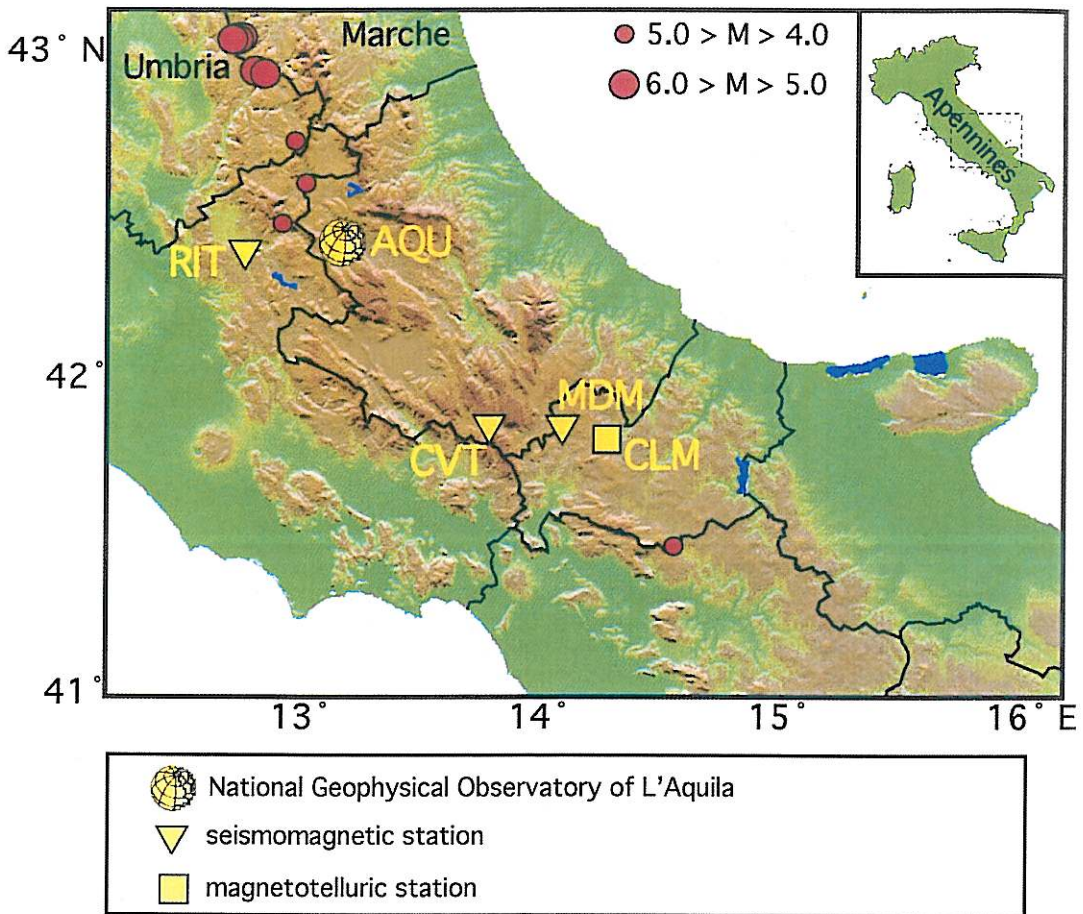 43° N
Marche
Umbria
5.0 > M > 4.0
6.0 > M > 5.0
Apennines
RIT
AQU
42°
MDM
CVT
CLM
41°
13° 14° 15° 16° E
National Geophysical Observatory of L'Aquila
seismomagnetic station
magnetotelluric station